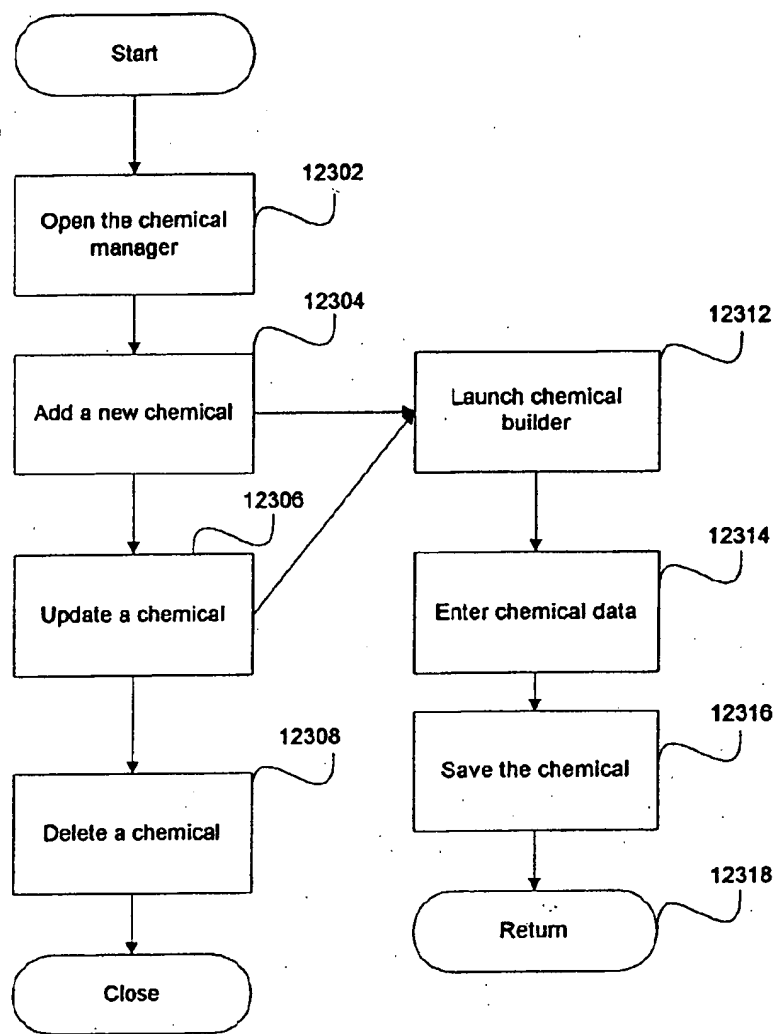 Start
12302
Open the chemical
manager
12304
Add a new chemical
12306
Update a chemical
12308
Delete a chemical
Close
12312
Launch chemical
builder
12314
Enter chemical data
12316
Save the chemical
12318
Return